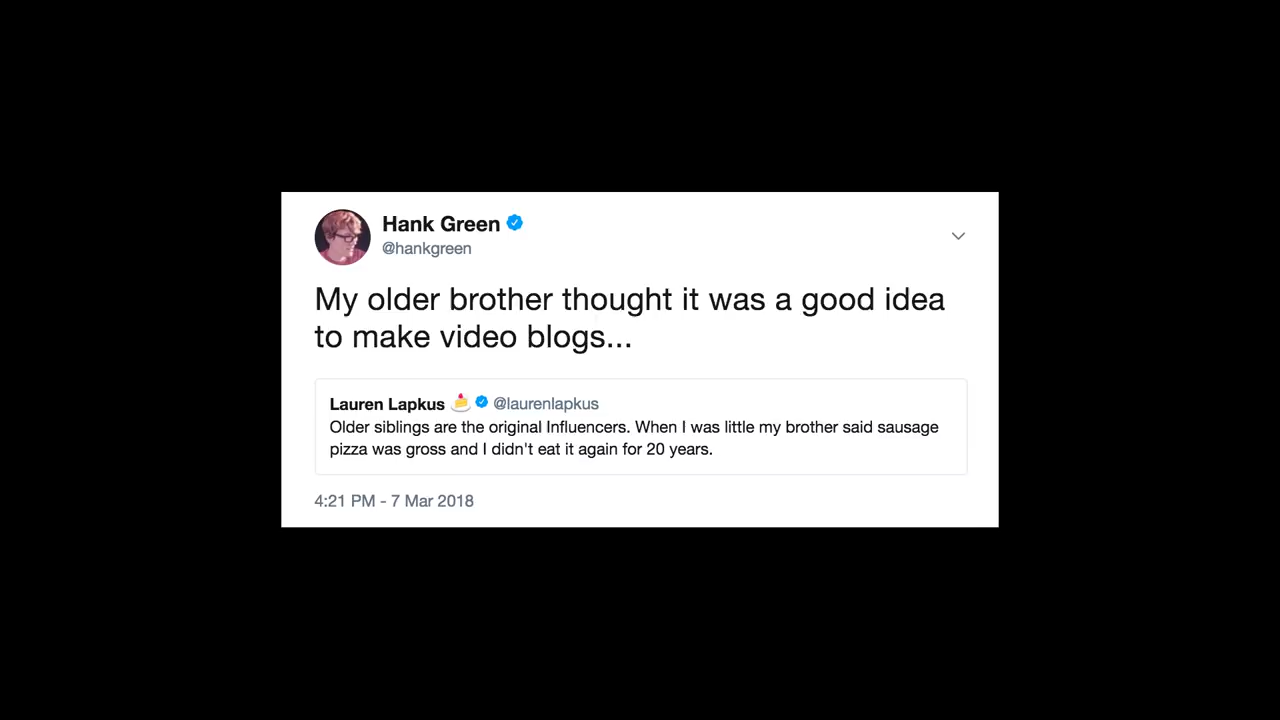 Hank Green
@hankgreen
My older brother thought it was a good idea
to make video blogs...
Lauren Lapkus 🍰 @laurenlapkus
Older siblings are the original Influencers. When I was little my brother said sausage
pizza was gross and I didn't eat it again for 20 years.
4:21 PM - 7 Mar 2018